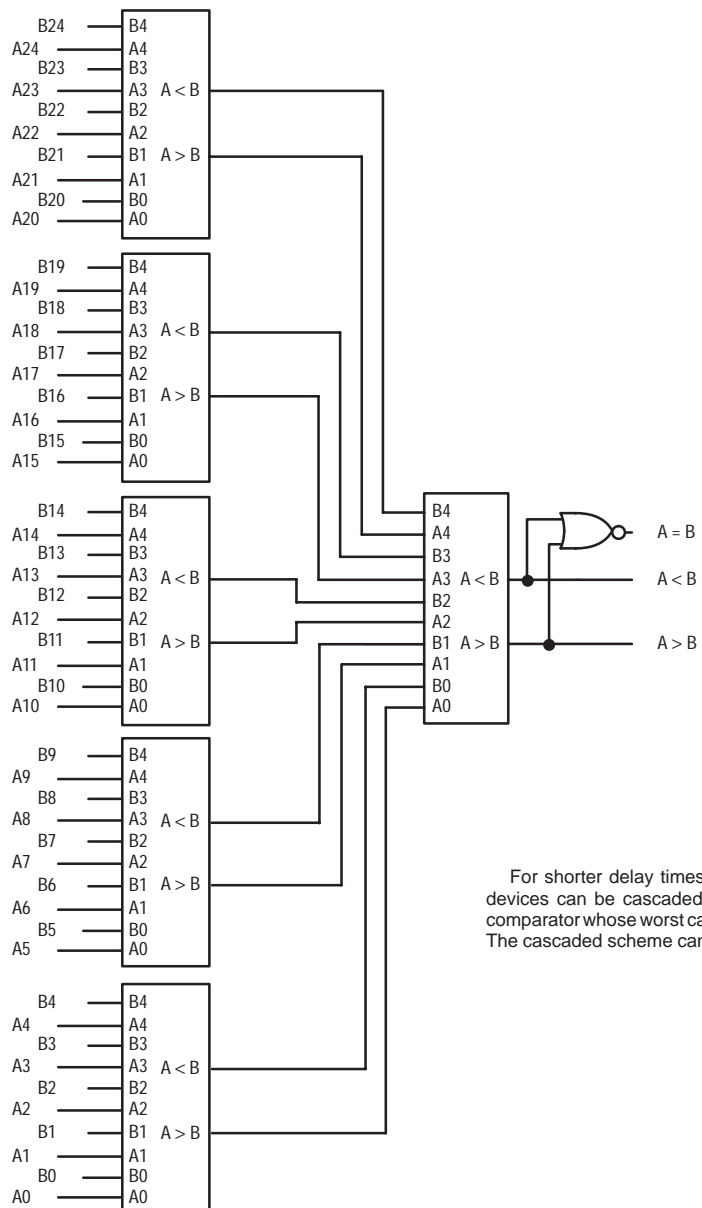 B24 B4
A24 A4
B23 B3
A23 A3 A < B
B22 B2
A22 A2
B21 B1 A > B
A21 A1
B20 B0
A20 A0
B19 B4
A19 A4
B18 B3
A18 A3 A < B
B17 B2
A17 A2
B16 B1 A > B
A16 A1
B15 B0
A15 A0
B14 B4
A14 A4
B13 B3
A13 A3 A < B
B12 B2
A12 A2
B11 B1 A > B
A11 A1
B10 B0
A10 A0
B9 B4
A9 A4
B8 B3
A8 A3 A < B
B7 B2
A7 A2
B6 B1 A > B
A6 A1
B5 B0
A5 A0
B4 B4
A4 A4
B3 B3
A3 A3 A < B
B2 B2
A2 A2
B1 B1 A > B
A1 A1
B0 B0
A0 A0
B4
A4
B3
A3 A < B
B2
A2
B1 A > B
A1
B0
A0
A = B
A < B
A > B
For shorter delay times
devices can be cascaded
comparator whose worst ca
The cascaded scheme can